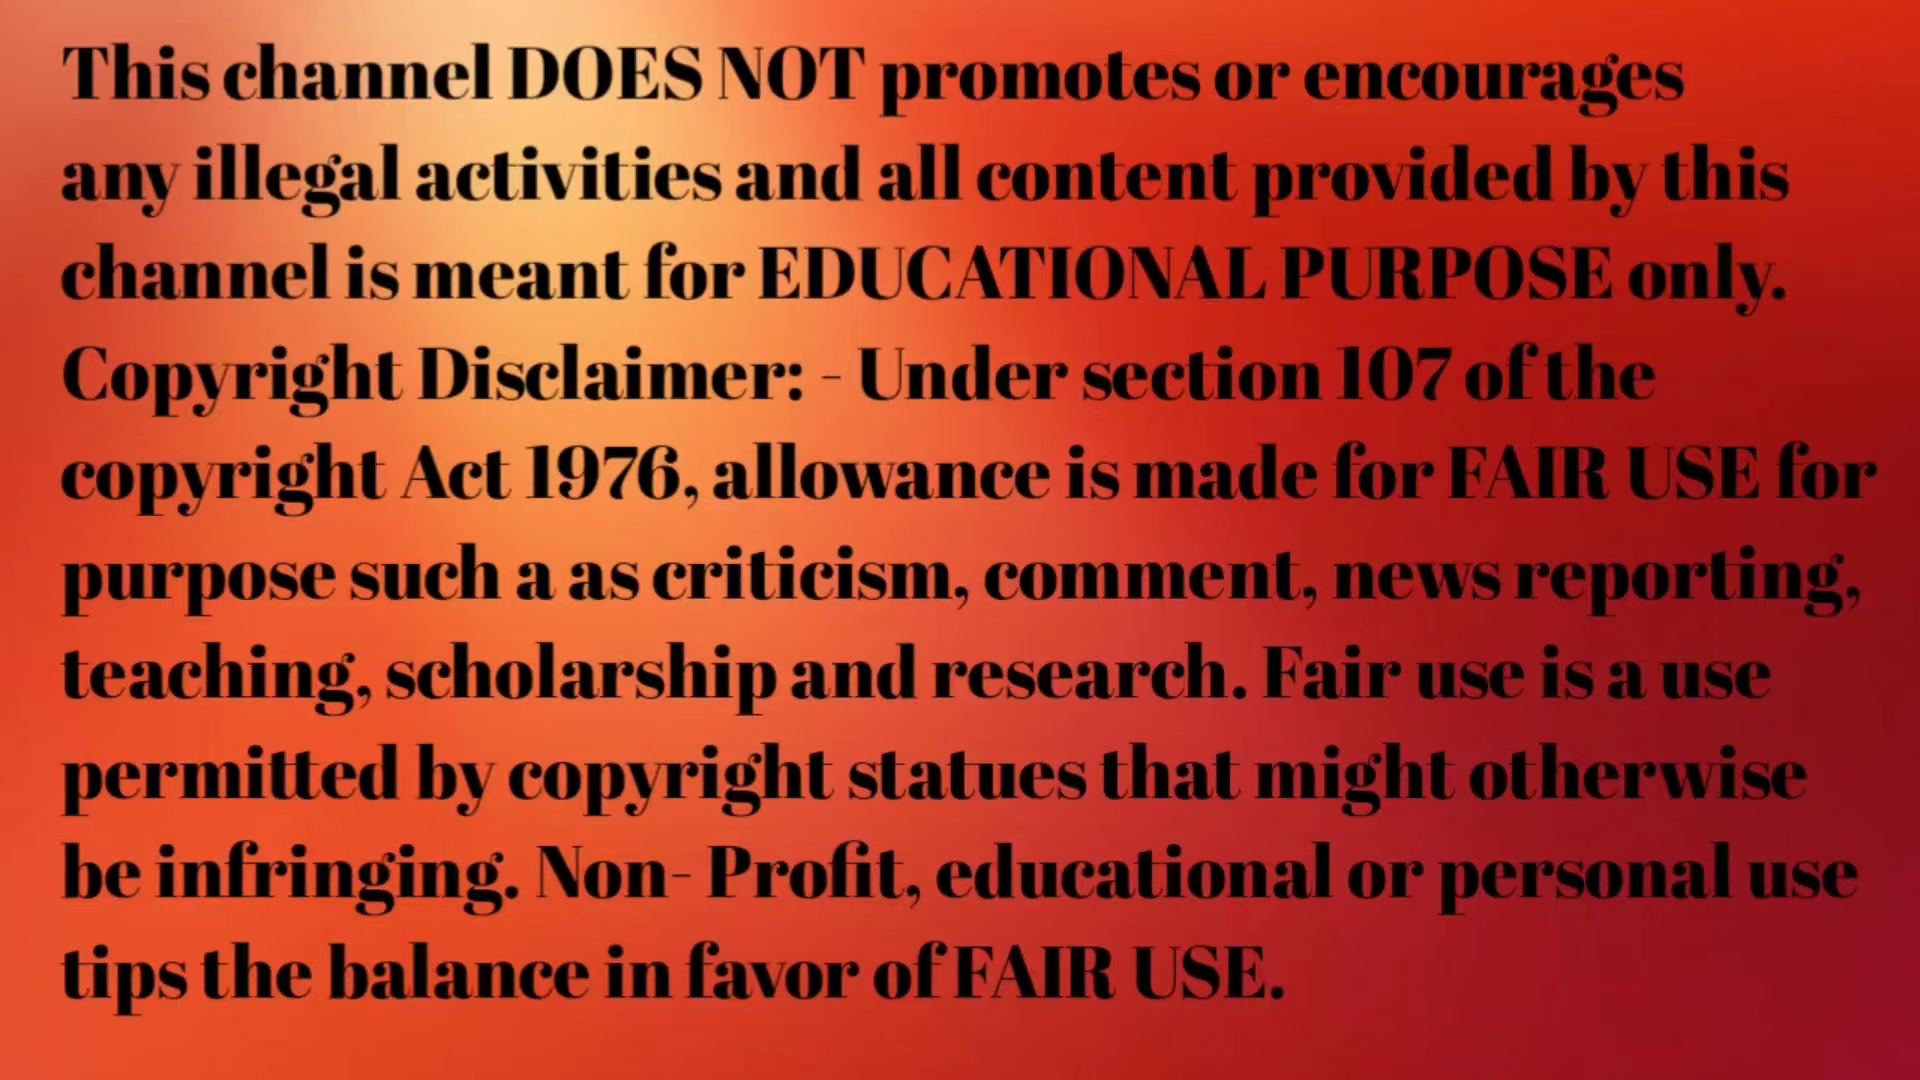 This channel DOES NOT promotes or encourages
any illegal activities and all content provided by this
channel is meant for EDUCATIONAL PURPOSE only.
Copyright Disclaimer: - Under section 107 of the
copyright Act 1976, allowance is made for FAIR USE for
purpose such a as criticism, comment, news reporting,
teaching, scholarship and research. Fair use is a use
permitted by copyright statues that might otherwise
be infringing. Non- Profit, educational or personal use
tips the balance in favor of FAIR USE.